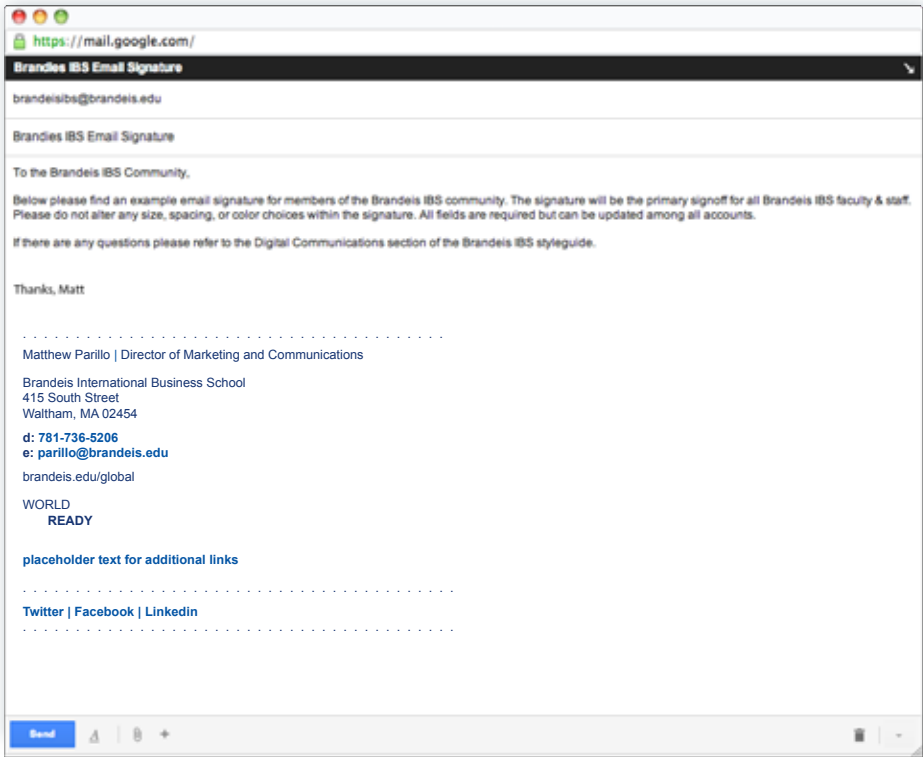 https://mail.google.com/
Brandies IBS Email Signature
brandeisibs@brandeis.edu
Brandies IBS Email Signature
To the Brandeis IBS Community,
Below please find an example email signature for members of the Brandeis IBS community. The signature will be the primary signoff for all Brandeis IBS faculty & staff.
Please do not alter any size, spacing, or color choices within the signature. All fields are required but can be updated among all accounts.
If there are any questions please refer to the Digital Communications section of the Brandeis IBS styleguide.
Thanks, Matt
. . . . . . . . . . . . . . . . . . . . . . . . . . . . . . . . . . . . . . .
Matthew Parillo | Director of Marketing and Communications
Brandeis International Business School
415 South Street
Waltham, MA 02454
d: 781-736-5206
e: parillo@brandeis.edu
brandeis.edu/global
WORLD
READY
placeholder text for additional links
. . . . . . . . . . . . . . . . . . . . . . . . . . . . . . . . . . . . . . . .
Twitter | Facebook | Linkedin
. . . . . . . . . . . . . . . . . . . . . . . . . . . . . . . . . . . . . . . .
Send